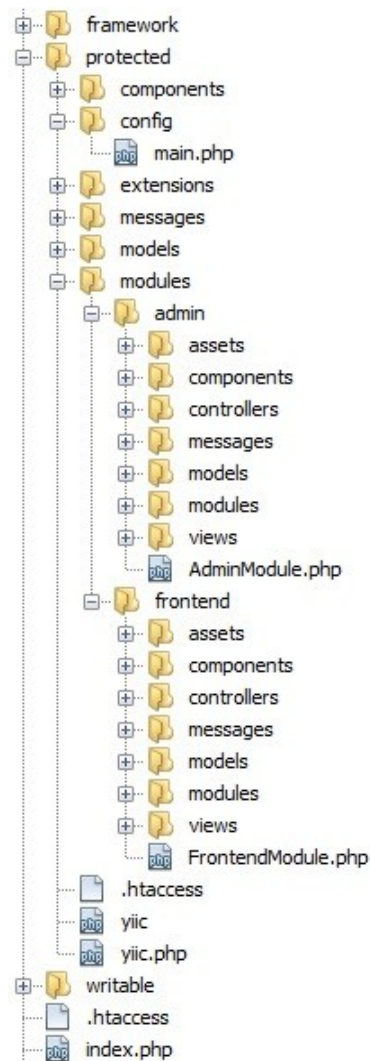 framework
protected
components
config
main.php
extensions
messages
models
modules
admin
assets
components
controllers
messages
models
modules
views
AdminModule.php
frontend
assets
components
controllers
messages
models
modules
views
FrontendModule.php
.htaccess
yiic
yiic.php
writable
.htaccess
index.php